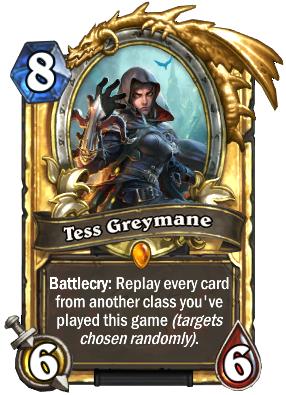 8
Tess Greymane
Battlecry: Replay every card
from another class you've
played this game (targets
chosen randomly).
6
6